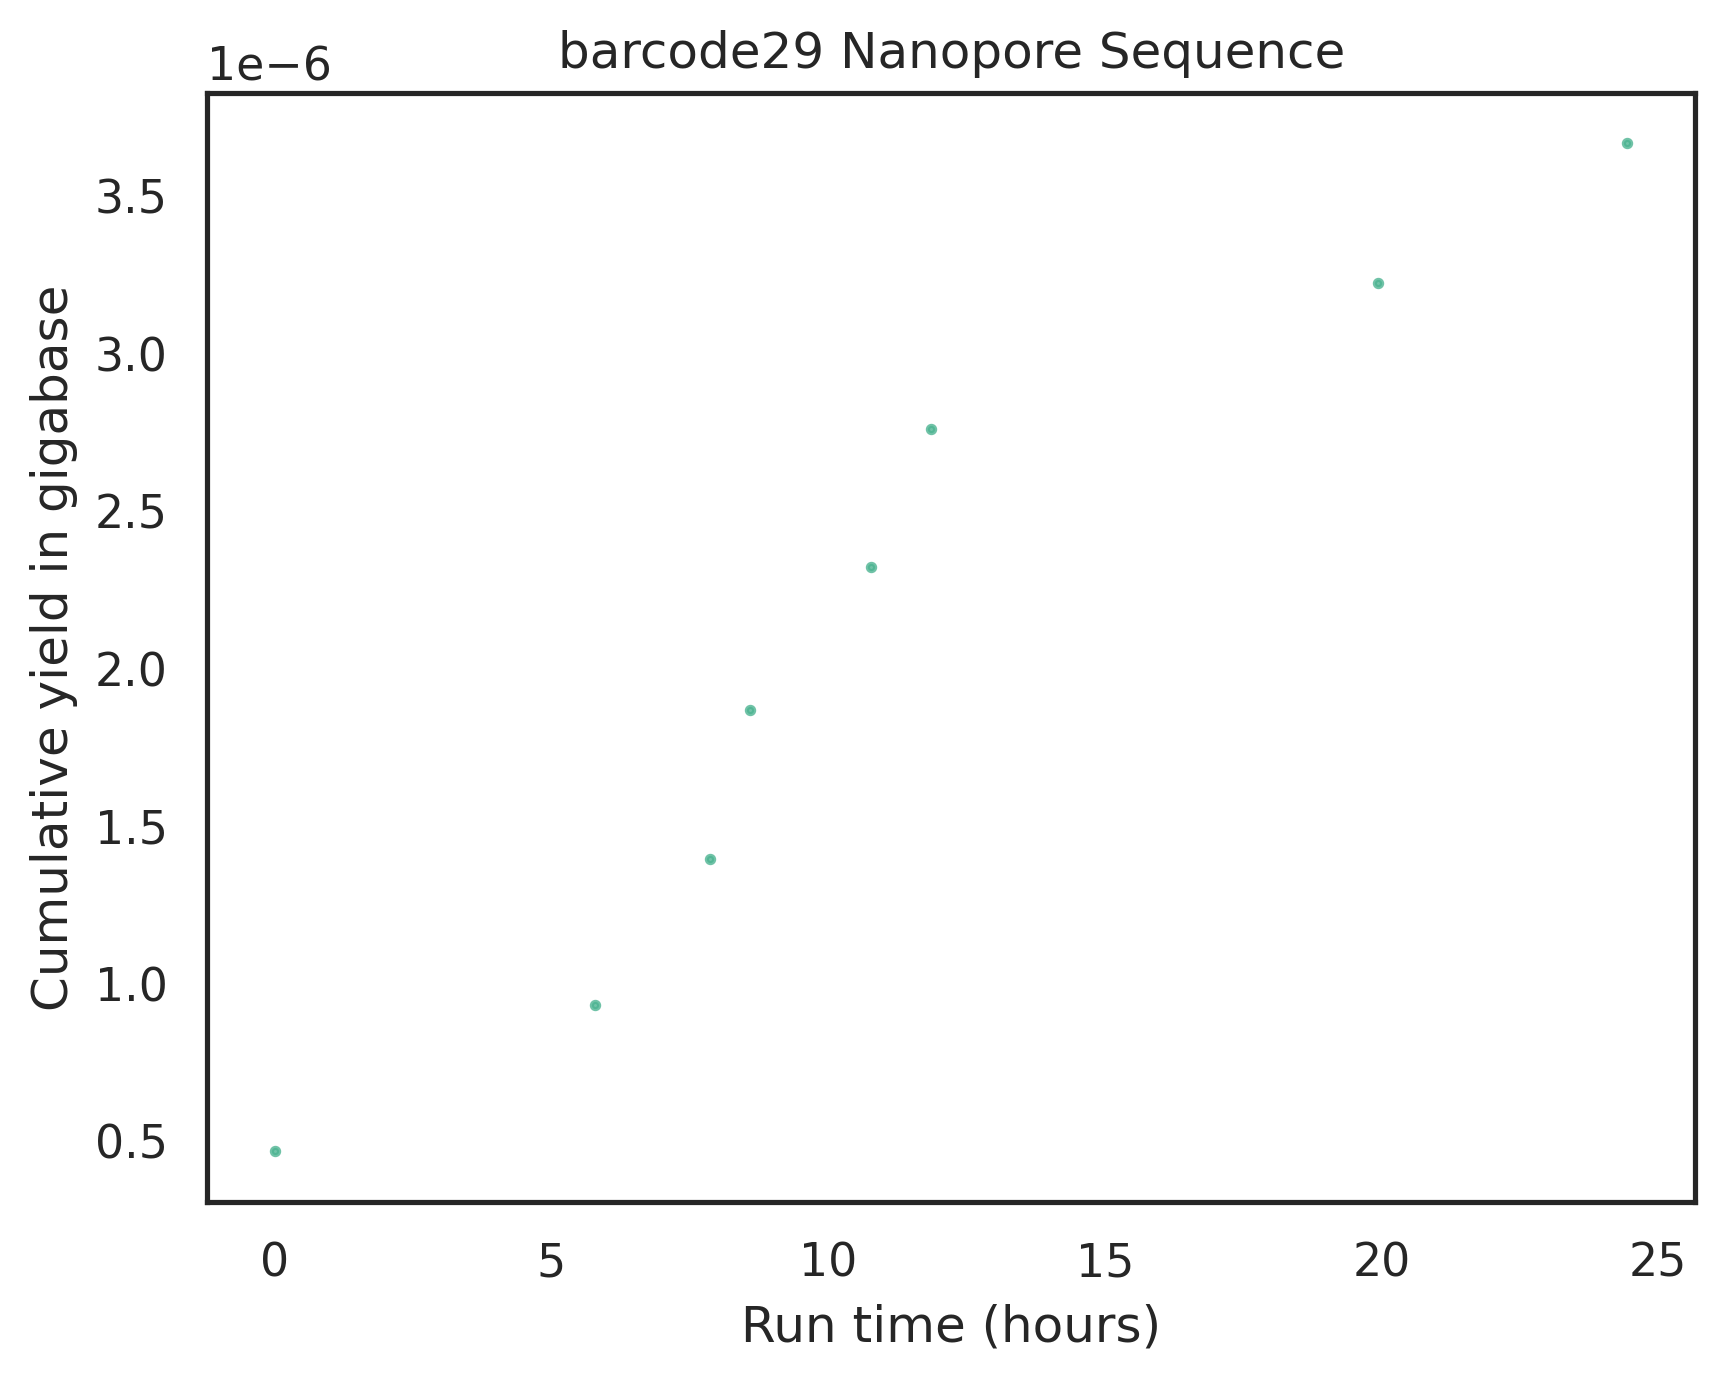 barcode29 Nanopore Sequence
1e−6
3.5
3.0
2.5
2.0
1.5
1.0
0.5
Cumulative yield in gigabase
0 5 10 15 20 25
Run time (hours)